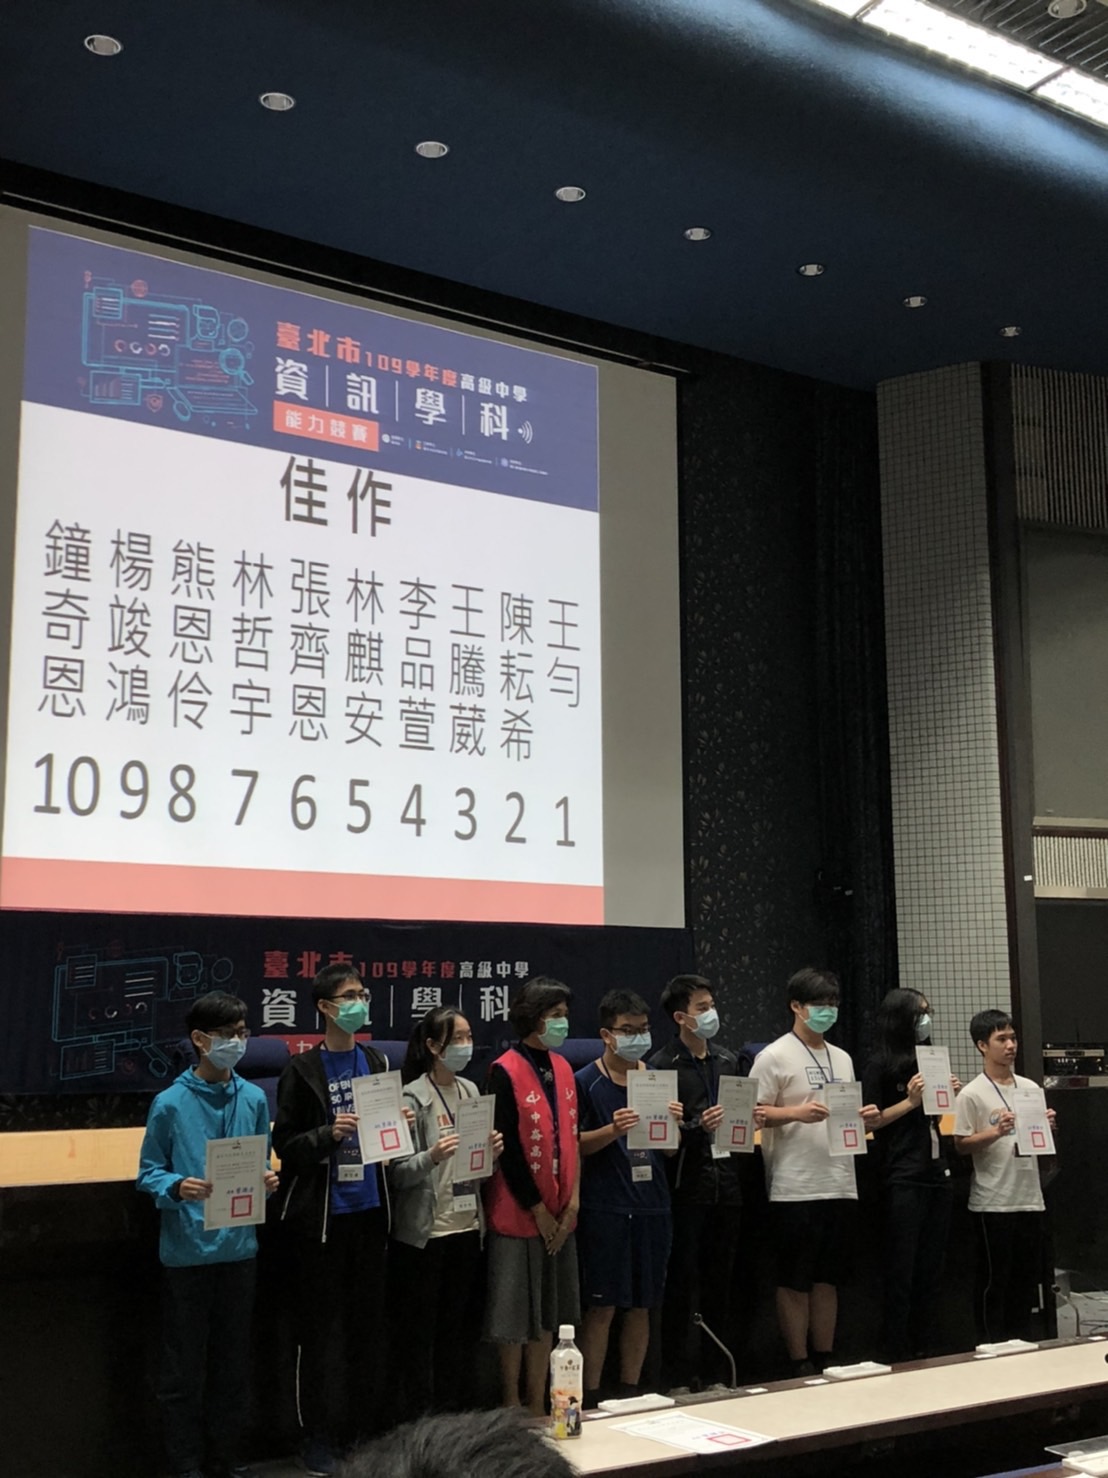 臺北市109學年度高級中學
資訊學科
能力競賽
佳作
王勻
陳耘希
王騰葳
李品萱
林麒安
張齊恩
林哲宇
熊恩伶
楊竣鴻
鐘奇恩
10 9 8 7 6 5 4 3 2 1
臺北市109學年度高級中學
資訊學科
能力
中崙高中